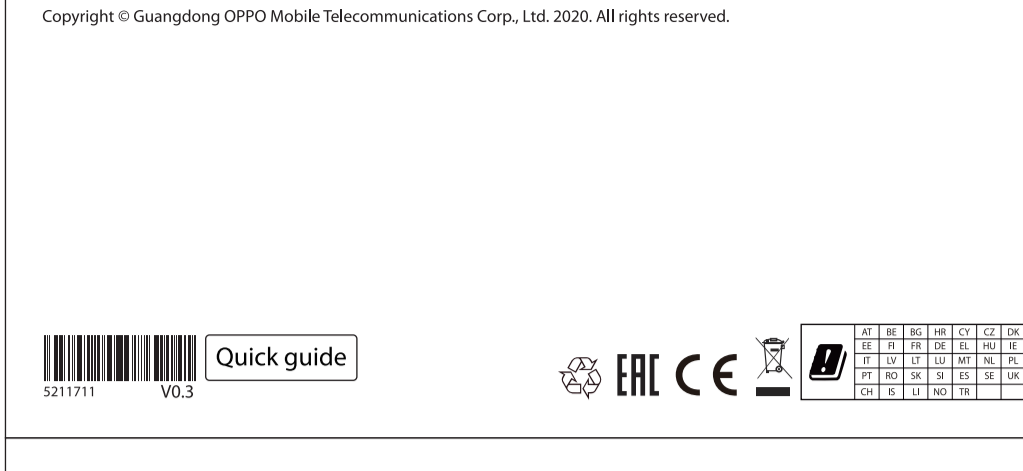 Copyright © Guangdong OPPO Mobile Telecommunications Corp., Ltd. 2020. All rights reserved.
5211711 V0.3
Quick guide
EAC CE
AT BE BG HR CY CZ DK
EE FI FR DE EL HU IE
IT LV LT LU MT NL PL
PT RO SK SI ES SE UK
CH IS LI NO TR